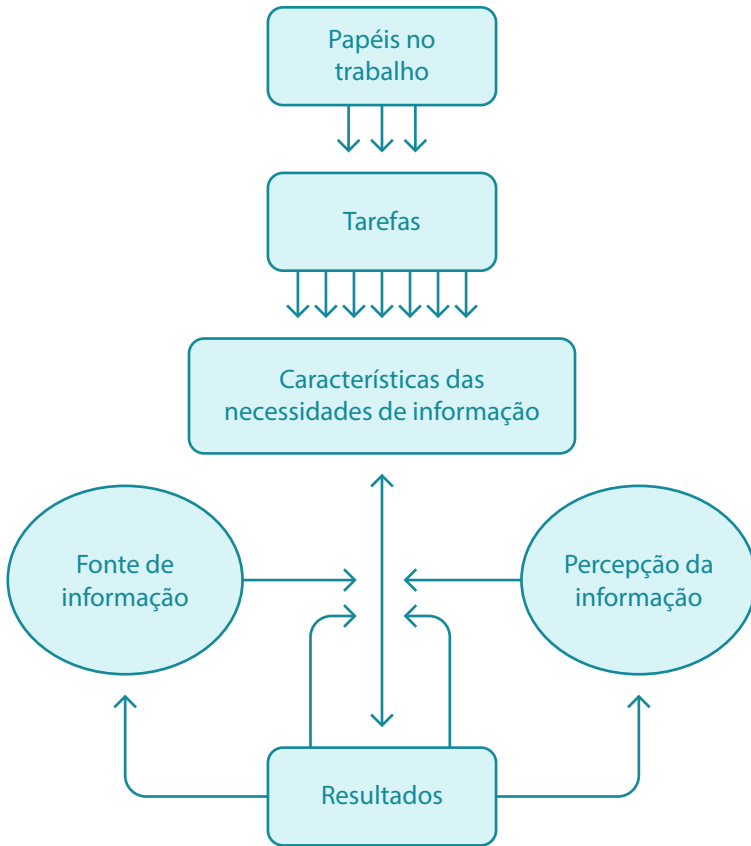 Papéis no
trabalho
Tarefas
Características das
necessidades de informação
Fonte de
informação
Percepção da
informação
Resultados